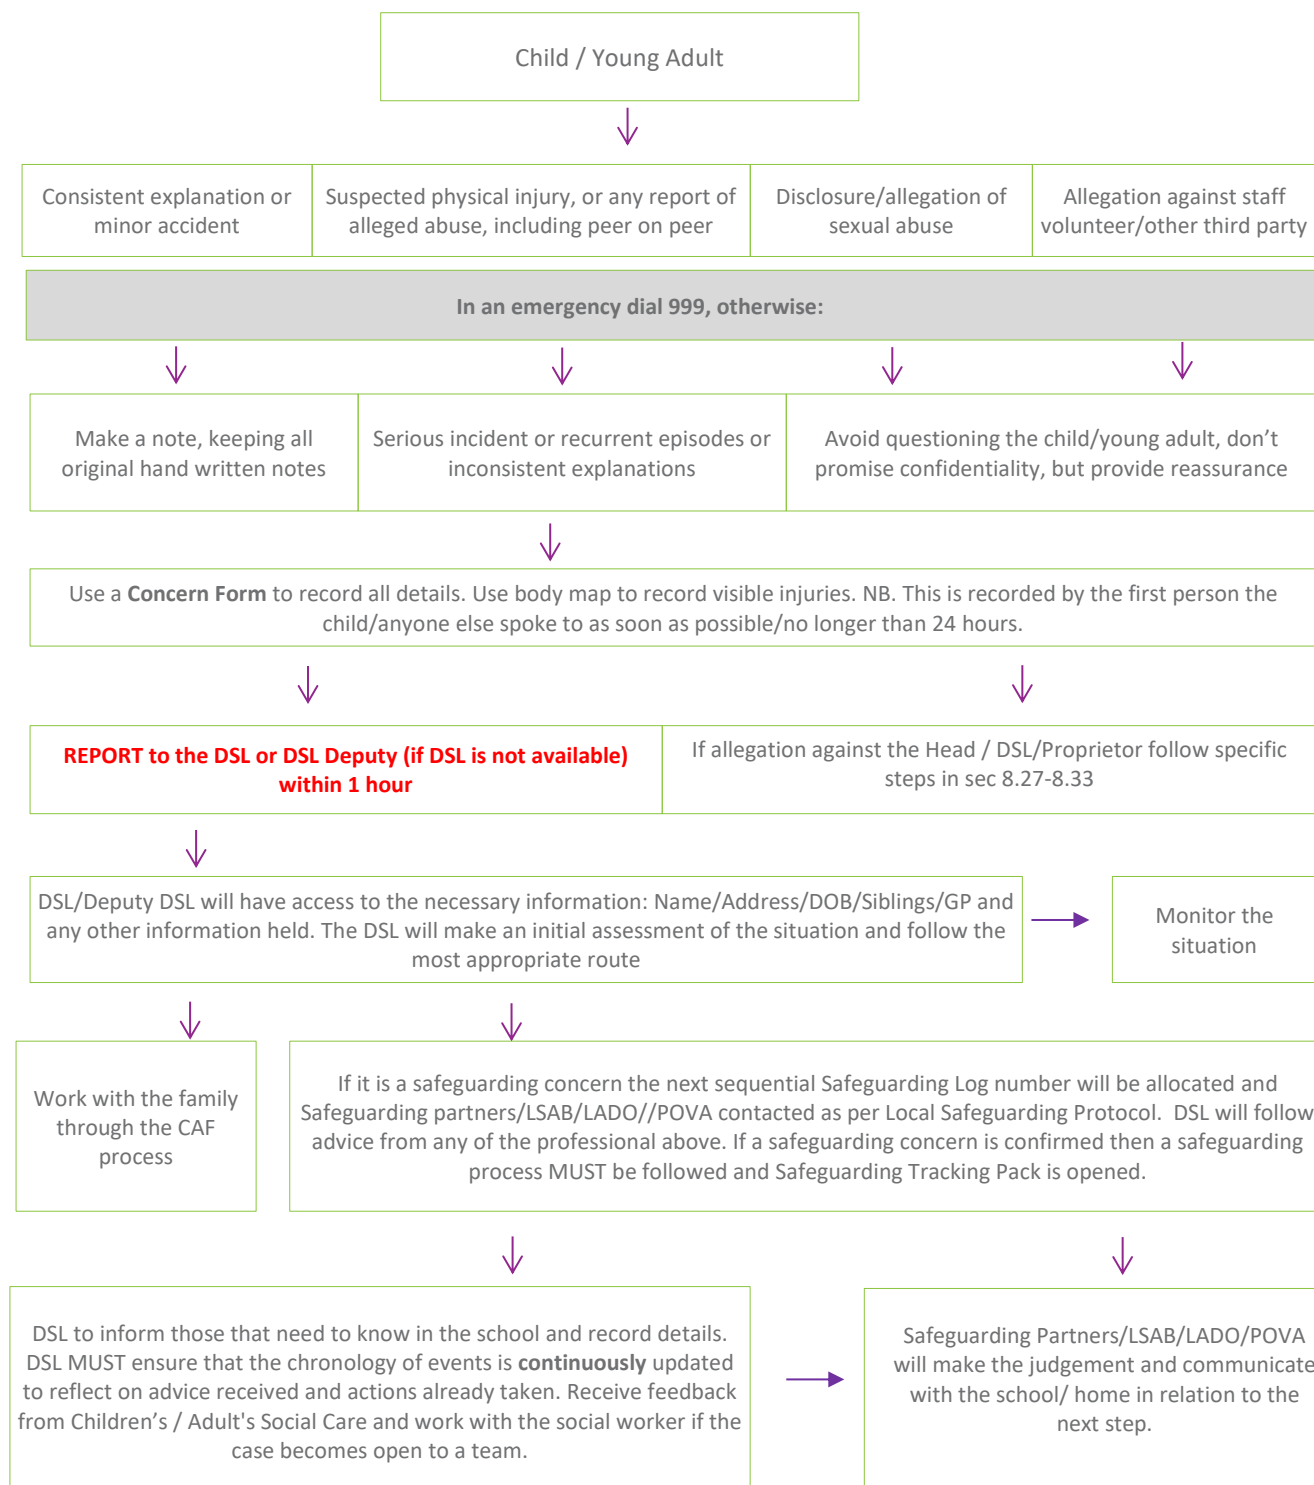 Child / Young Adult
Consistent explanation or
minor accident
Suspected physical injury, or any report of
alleged abuse, including peer on peer
Disclosure/allegation of
sexual abuse
Allegation against staff
volunteer/other third party
In an emergency dial 999, otherwise:
Make a note, keeping all
original hand written notes
Serious incident or recurrent episodes or
inconsistent explanations
Avoid questioning the child/young adult, don’t
promise confidentiality, but provide reassurance
Use a Concern Form to record all details. Use body map to record visible injuries. NB. This is recorded by the first person the
child/anyone else spoke to as soon as possible/no longer than 24 hours.
REPORT to the DSL or DSL Deputy (if DSL is not available)
within 1 hour
If allegation against the Head / DSL/Proprietor follow specific
steps in sec 8.27-8.33
DSL/Deputy DSL will have access to the necessary information: Name/Address/DOB/Siblings/GP and
any other information held. The DSL will make an initial assessment of the situation and follow the
most appropriate route
Monitor the
situation
Work with the family
through the CAF
process
If it is a safeguarding concern the next sequential Safeguarding Log number will be allocated and
Safeguarding partners/LSAB/LADO//POVA contacted as per Local Safeguarding Protocol.  DSL will follow
advice from any of the professional above. If a safeguarding concern is confirmed then a safeguarding
process MUST be followed and Safeguarding Tracking Pack is opened.
DSL to inform those that need to know in the school and record details.
DSL MUST ensure that the chronology of events is continuously updated
to reflect on advice received and actions already taken. Receive feedback
from Children’s / Adult's Social Care and work with the social worker if the
case becomes open to a team.
Safeguarding Partners/LSAB/LADO/POVA
will make the judgement and communicate
with the school/ home in relation to the
next step.